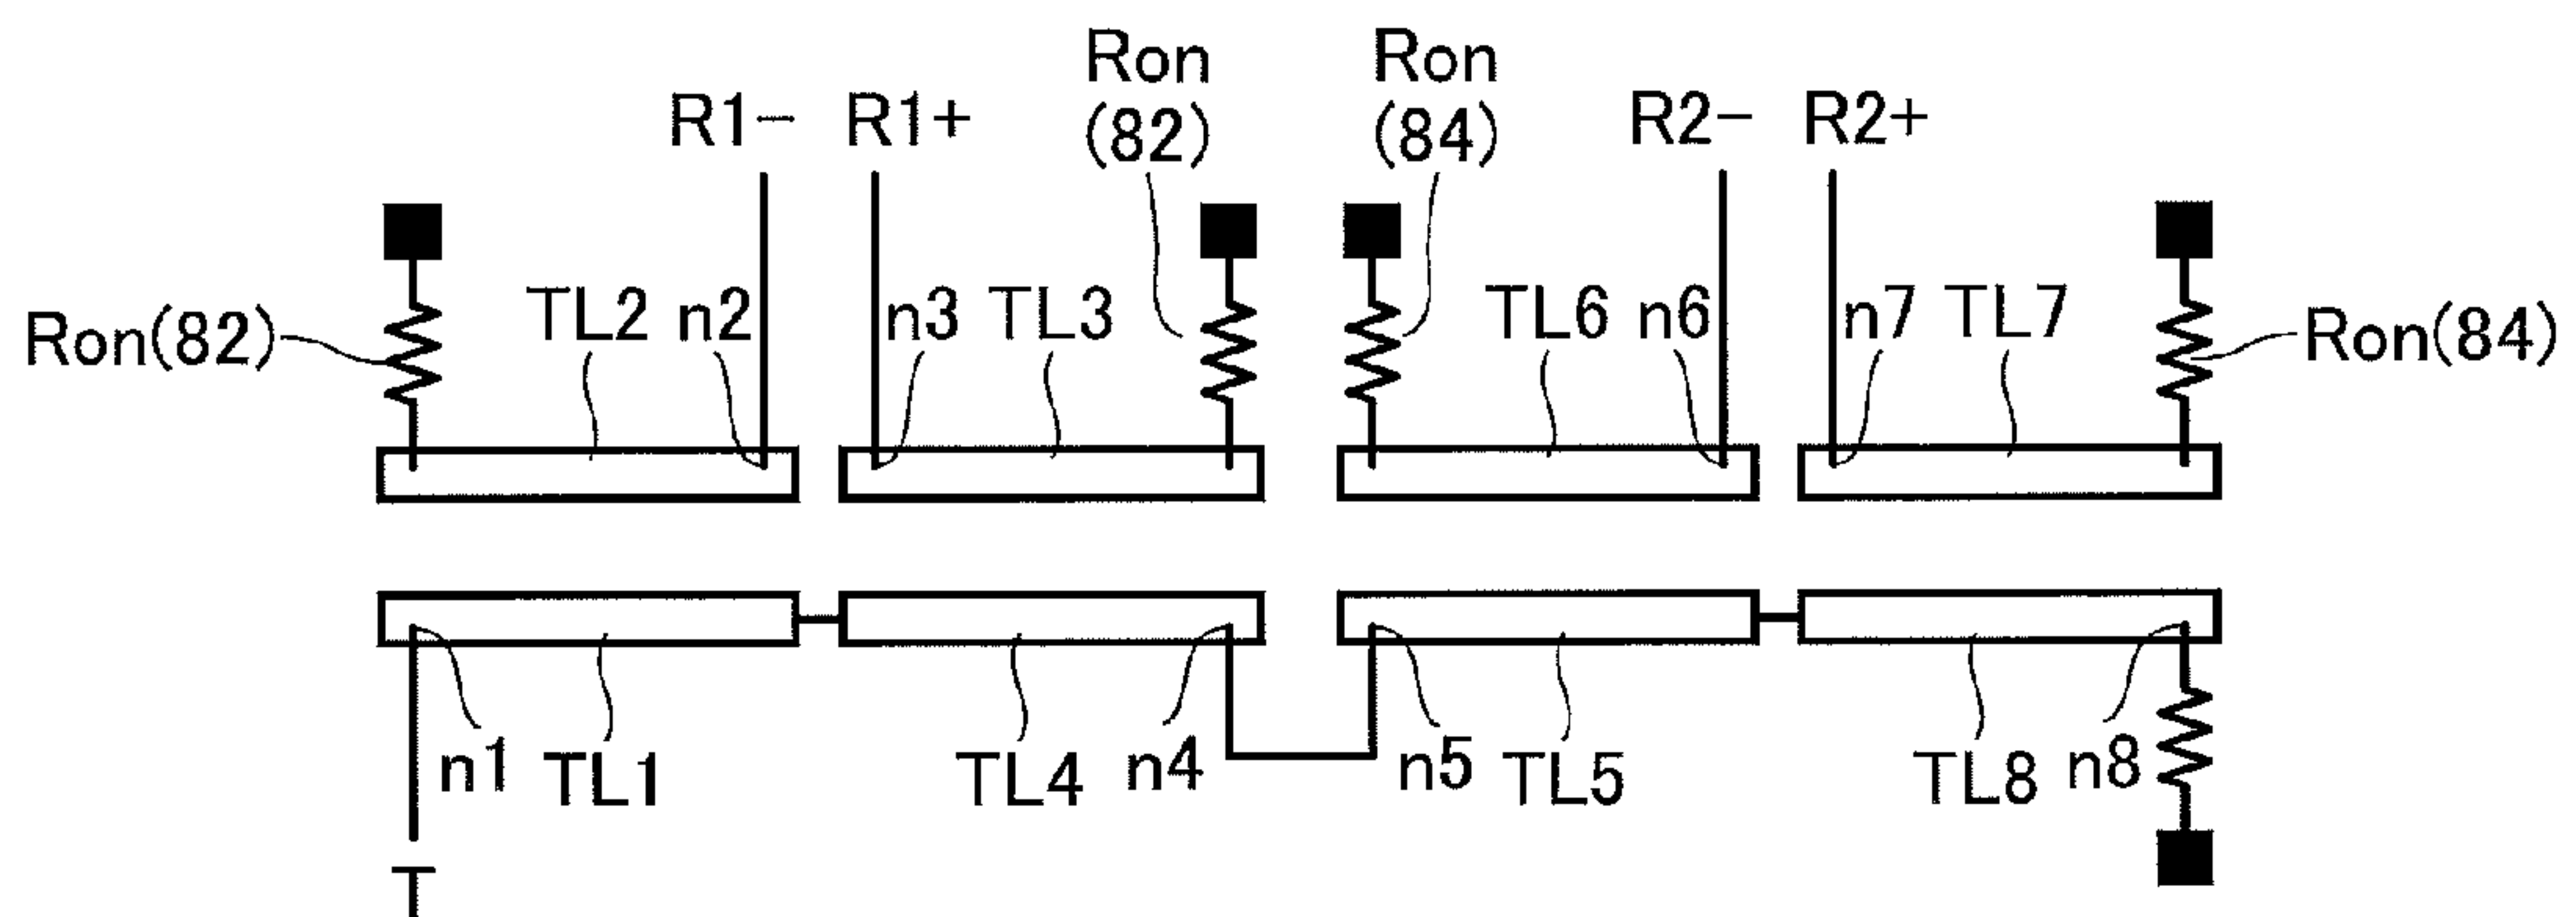 Ron
(82)
Ron
(84)
R1−
R1+
R2−
R2+
Ron(82)
TL2
n2
n3
TL3
TL6
n6
n7
TL7
Ron(84)
n1
TL1
TL4
n4
n5
TL5
TL8
n8
T